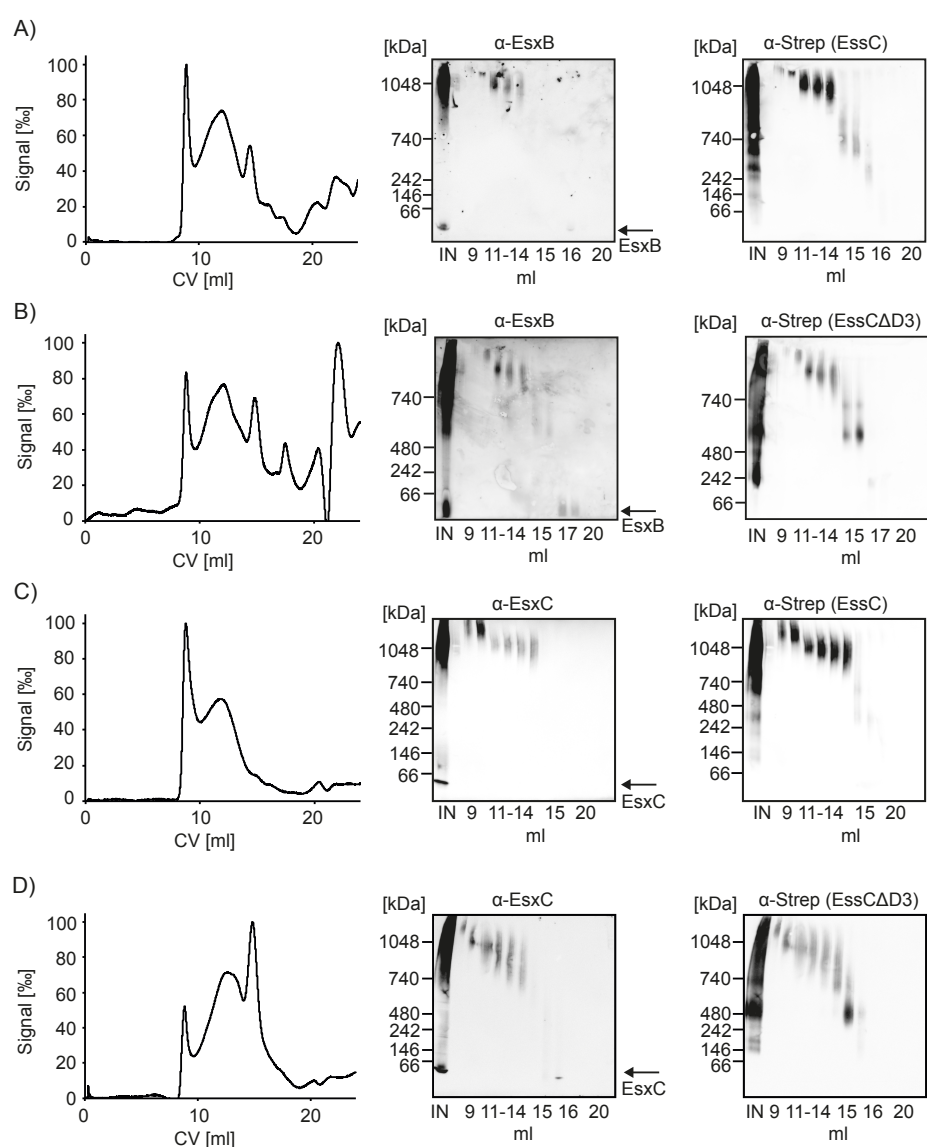 A)
Signal [‰]
100
80
60
40
20
0
0 10 20
CV [ml]
[kDa]
α-EsxB
1048
740
242
146
66
EsxB
IN 9 11-14 15 16 20
ml
[kDa]
α-Strep (EssC)
1048
740
242
146
66
IN 9 11-14 15 16 20
ml
B)
Signal [‰]
100
80
60
40
20
0
0 10 20
CV [ml]
[kDa]
α-EsxB
740
480
242
66
EsxB
IN 9 11-14 15 17 20
ml
[kDa]
α-Strep (EssCΔD3)
740
480
242
66
IN 9 11-14 15 17 20
ml
C)
Signal [‰]
100
80
60
40
20
0
0 10 20
CV [ml]
[kDa]
α-EsxC
1048
740
480
242
146
66
EsxC
IN 9 11-14 15 20
ml
[kDa]
α-Strep (EssC)
1048
740
480
242
146
66
IN 9 11-14 15 20
ml
D)
Signal [‰]
100
80
60
40
20
0
0 10 20
CV [ml]
[kDa]
α-EsxC
1048
740
480
242
146
66
EsxC
IN 9 11-14 15 16 20
ml
[kDa]
α-Strep (EssCΔD3)
1048
740
480
242
146
66
IN 9 11-14 15 16 20
ml